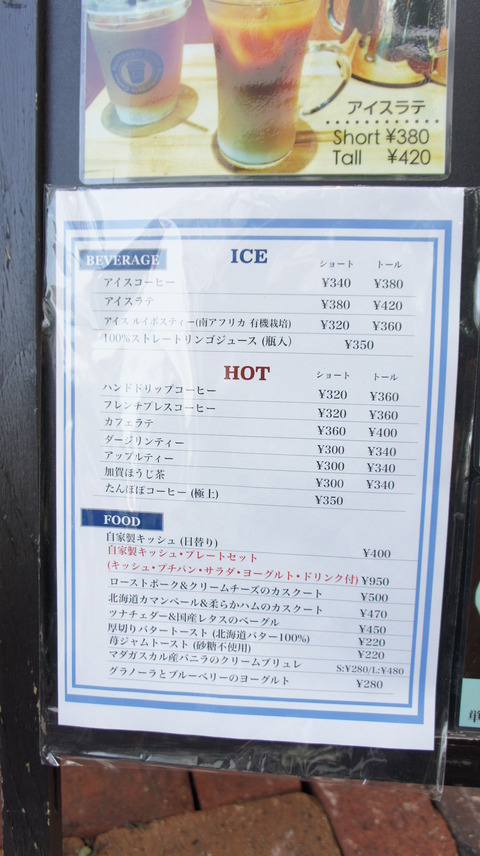 アイスラテ
Short ¥380
Tall ¥420
BEVERAGE
ICE
ショート トール
アイスコーヒー ¥340 ¥380
アイスラテ ¥380 ¥420
アイス ルイボスティー(南アフリカ 有機栽培) ¥320 ¥360
100%ストレートリンゴジュース (瓶入) ¥350
HOT
ショート トール
ハンドドリップコーヒー ¥320 ¥360
フレンチプレスコーヒー ¥320 ¥360
カフェラテ ¥360 ¥400
ダージリンティー ¥300 ¥340
アップルティー ¥300 ¥340
加賀ほうじ茶 ¥300 ¥340
たんぽぽコーヒー (極上) ¥350
FOOD
自家製キッシュ (日替り) ¥400
自家製キッシュ・プレートセット
(キッシュ・プチパン・サラダ・ヨーグルト・ドリンク付) ¥950
ローストポーク&クリームチーズのカスクート ¥500
北海道カマンベール&柔らかハムのカスクート ¥470
ツナチェダー&国産レタスのベーグル ¥450
厚切りバタートースト (北海道バター100%) ¥220
苺ジャムトースト (砂糖不使用) ¥220
マダガスカル産バニラのクリームブリュレ S:¥280/L:¥480
グラノーラとブルーベリーのヨーグルト ¥280